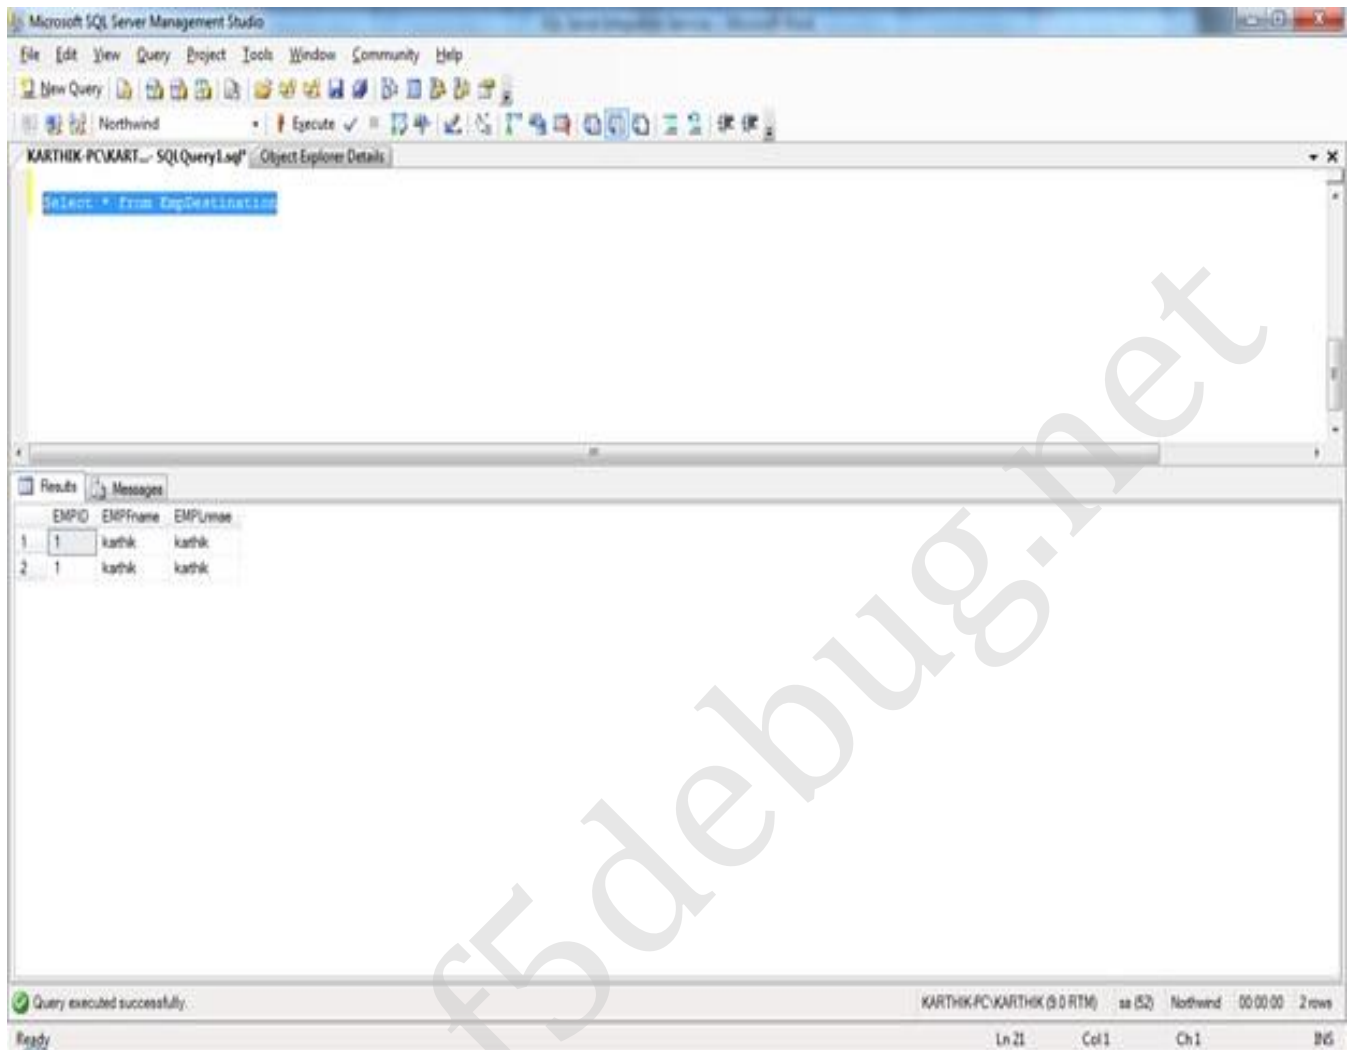 Microsoft SQL Server Management Studio
File Edit View Query Project Tools Window Community Help
New Query
Northwind Execute
KARTHIK-PC\KART...- SQLQuery1.sql* Object Explorer Details
Select * from EmpDestination
Results Messages
EMPID EMPFname EMPLnmae
1 1 karthik karthik
2 1 karthik karthik
f5debug.net
Query executed successfully. KARTHIK-PC\KARTHIK (9.0 RTM) sa (52) Northwind 00:00:00 2 rows
Ready Ln 21 Col 1 Ch 1 INS